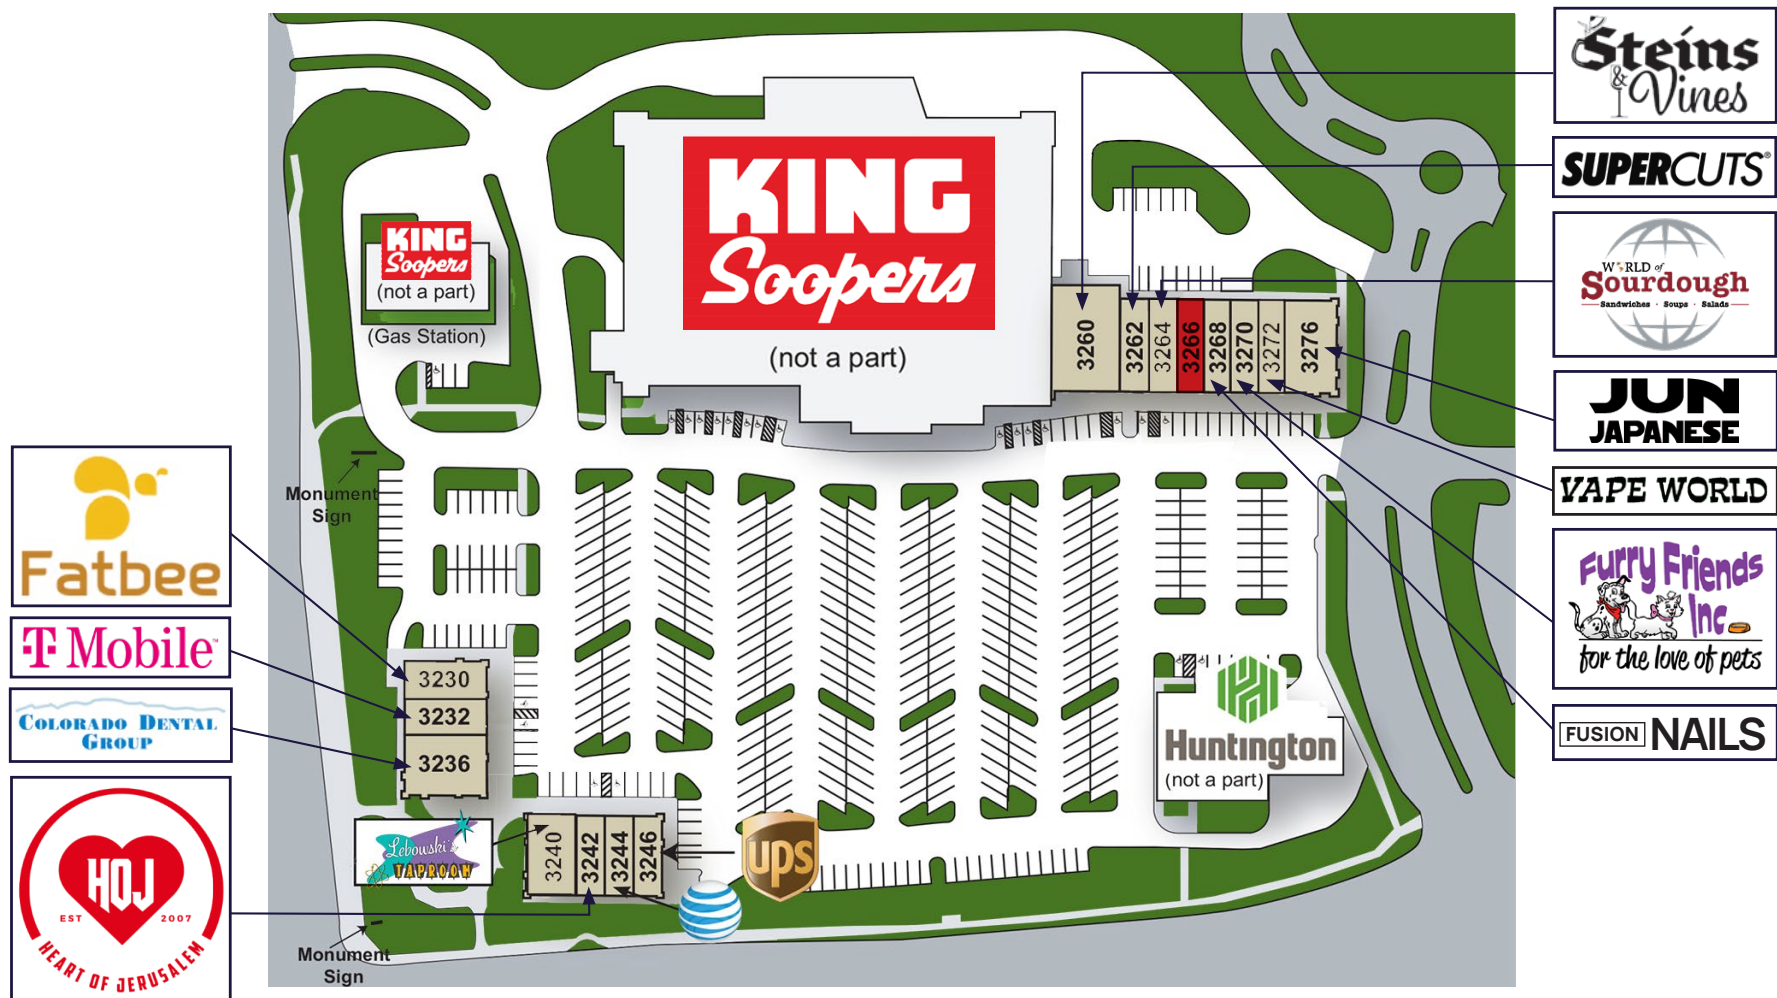 Steins
&
Vines
SUPERCUTS®
WORLD of
Sourdough
Sandwiches · Soups · Salads
JUN
JAPANESE
VAPE WORLD
Furry Friends
Inc
for the love of pets
FUSION NAILS
KING
Soopers
(not a part)
KING
Soopers
(not a part)
(Gas Station)
3260
3262
3264
3266
3268
3270
3272
3276
Monument
Sign
Fatbee
T Mobile™
COLORADO DENTAL
GROUP
HOJ
EST 2007
HEART OF JERUSALEM
3230
3232
3236
Lebowski's
TAPROOM
3240
3242
3244
3246
ups
Huntington
(not a part)
Monument
Sign